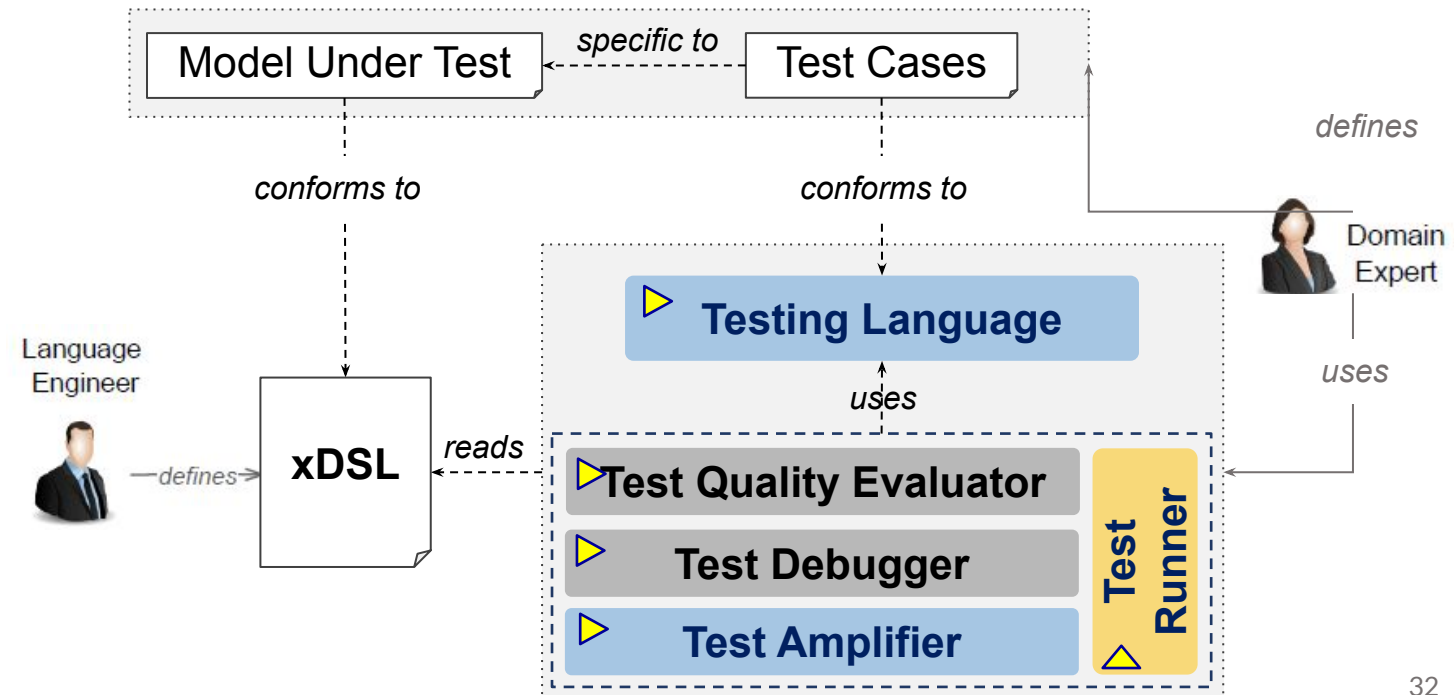 specific to
Model Under Test
Test Cases
defines
conforms to
conforms to
Domain
Expert
Testing Language
Language
Engineer
uses
uses
xDSL
reads
defines
Test Quality Evaluator
Test Debugger
Test Amplifier
Test
Runner
32